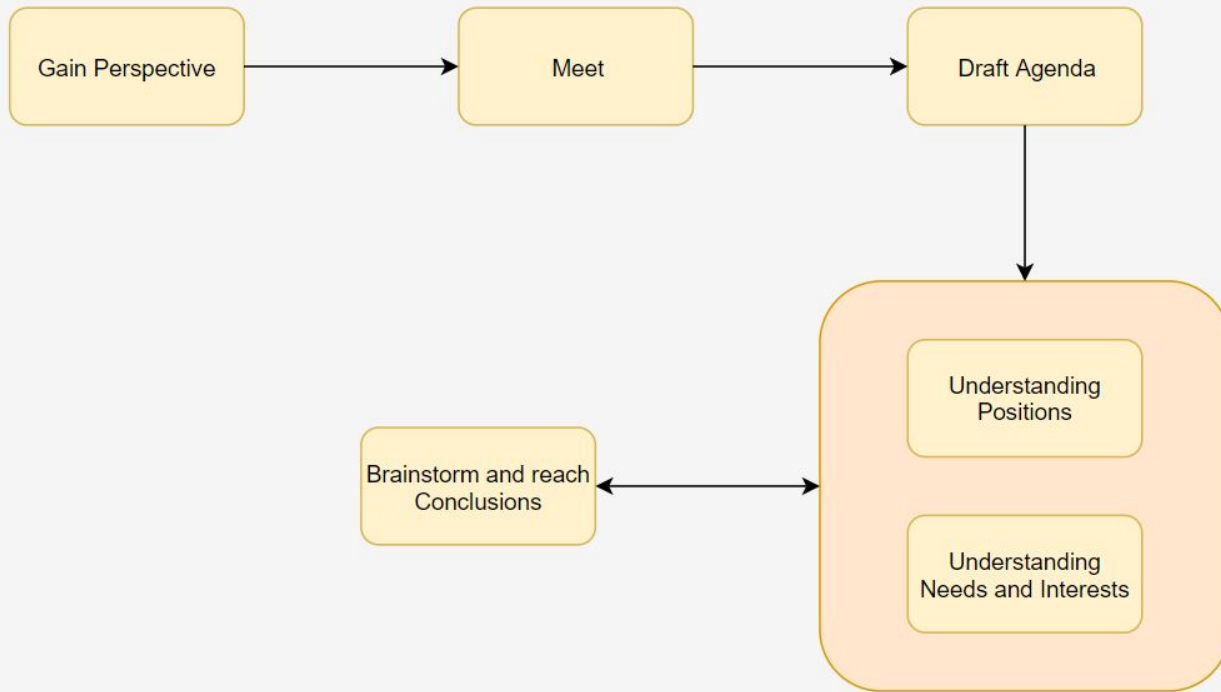 Gain Perspective
Meet
Draft Agenda
Understanding
Positions
Brainstorm and reach
Conclusions
Understanding
Needs and Interests